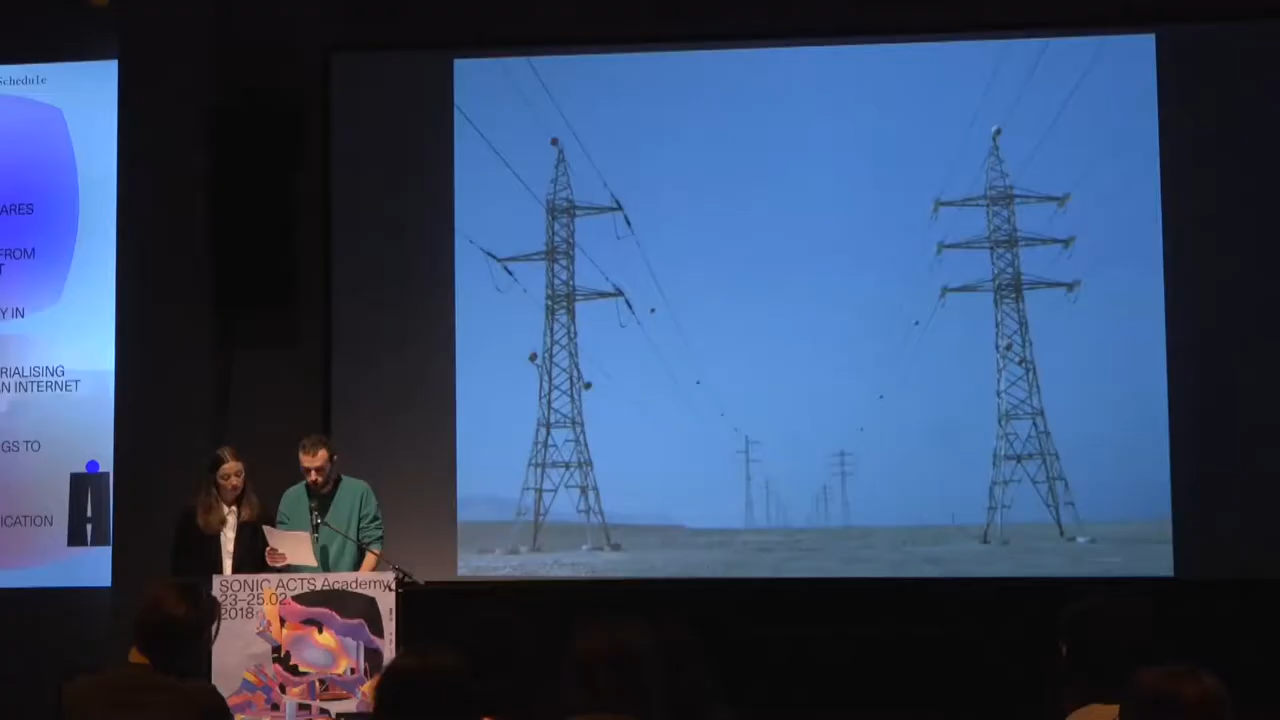 Schedule
ARES
FROM
T
Y IN
RIALISING
N INTERNET
GS TO
ICATION
SONIC ACTS Academy
23–25.02.
2018